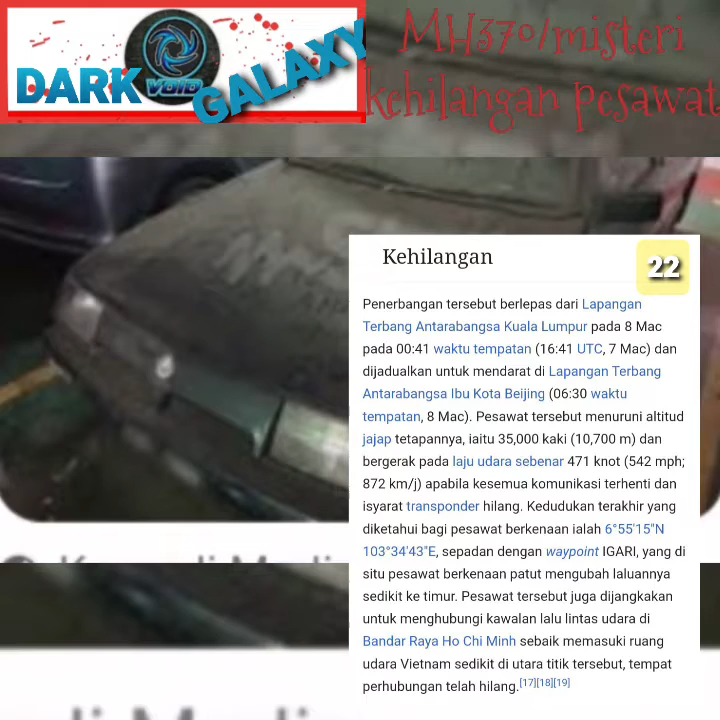 DARK VOID GALAXY
MH370/misteri
kehilangan pesawat
Kehilangan
22
Penerbangan tersebut berlepas dari Lapangan
Terbang Antarabangsa Kuala Lumpur pada 8 Mac
pada 00:41 waktu tempatan (16:41 UTC, 7 Mac) dan
dijadualkan untuk mendarat di Lapangan Terbang
Antarabangsa Ibu Kota Beijing (06:30 waktu
tempatan, 8 Mac). Pesawat tersebut menuruni altitud
jajap tetapannya, iaitu 35,000 kaki (10,700 m) dan
bergerak pada laju udara sebenar 471 knot (542 mph;
872 km/j) apabila kesemua komunikasi terhenti dan
isyarat transponder hilang. Kedudukan terakhir yang
diketahui bagi pesawat berkenaan ialah 6°55′15″N
103°34′43″E, sepadan dengan waypoint IGARI, yang di
situ pesawat berkenaan patut mengubah laluannya
sedikit ke timur. Pesawat tersebut juga dijangkakan
untuk menghubungi kawalan lalu lintas udara di
Bandar Raya Ho Chi Minh sebaik memasuki ruang
udara Vietnam sedikit di utara titik tersebut, tempat
perhubungan telah hilang.[17][18][19]